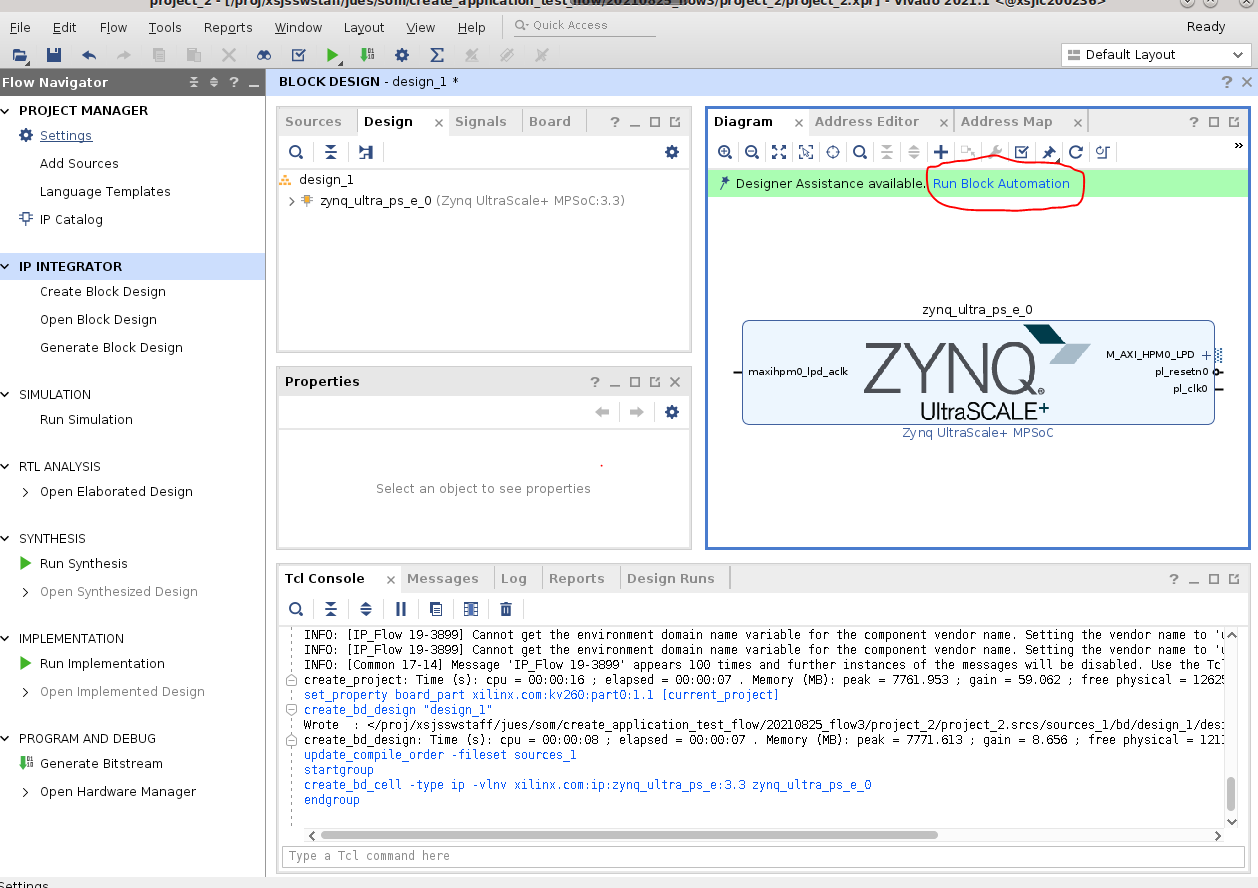 project_2 - [/proj/xsjsswstaff/jues/som/create_application_test_flow/20210825_flow3/project_2/project_2.xpr] - Vivado 2021.1 <@xsjlc200236>
File Edit Flow Tools Reports Window Layout View Help Quick Access Ready
Default Layout
Flow Navigator
PROJECT MANAGER
Settings
Add Sources
Language Templates
IP Catalog
IP INTEGRATOR
Create Block Design
Open Block Design
Generate Block Design
SIMULATION
Run Simulation
RTL ANALYSIS
Open Elaborated Design
SYNTHESIS
Run Synthesis
Open Synthesized Design
IMPLEMENTATION
Run Implementation
Open Implemented Design
PROGRAM AND DEBUG
Generate Bitstream
Open Hardware Manager
BLOCK DESIGN - design_1 *
Sources Design Signals Board
design_1
zynq_ultra_ps_e_0 (Zynq UltraScale+ MPSoC:3.3)
Properties
Select an object to see properties
Diagram Address Editor Address Map
Designer Assistance available. Run Block Automation
zynq_ultra_ps_e_0
maxihpm0_lpd_aclk
ZYNQ
UltraSCALE+
M_AXI_HPM0_LPD
pl_resetn0
pl_clk0
Zynq UltraScale+ MPSoC
Tcl Console Messages Log Reports Design Runs
INFO: [IP_Flow 19-3899] Cannot get the environment domain name variable for the component vendor name. Setting the vendor name to 'u
INFO: [IP_Flow 19-3899] Cannot get the environment domain name variable for the component vendor name. Setting the vendor name to 'u
INFO: [Common 17-14] Message 'IP_Flow 19-3899' appears 100 times and further instances of the messages will be disabled. Use the Tcl
create_project: Time (s): cpu = 00:00:16 ; elapsed = 00:00:07 . Memory (MB): peak = 7761.953 ; gain = 59.062 ; free physical = 12625
set_property board_part xilinx.com:kv260:part0:1.1 [current_project]
create_bd_design "design_1"
Wrote : </proj/xsjsswstaff/jues/som/create_application_test_flow/20210825_flow3/project_2/project_2.srcs/sources_1/bd/design_1/desi
create_bd_design: Time (s): cpu = 00:00:08 ; elapsed = 00:00:07 . Memory (MB): peak = 7771.613 ; gain = 8.656 ; free physical = 1211
update_compile_order -fileset sources_1
startgroup
create_bd_cell -type ip -vlnv xilinx.com:ip:zynq_ultra_ps_e:3.3 zynq_ultra_ps_e_0
endgroup
Type a Tcl command here
Settings